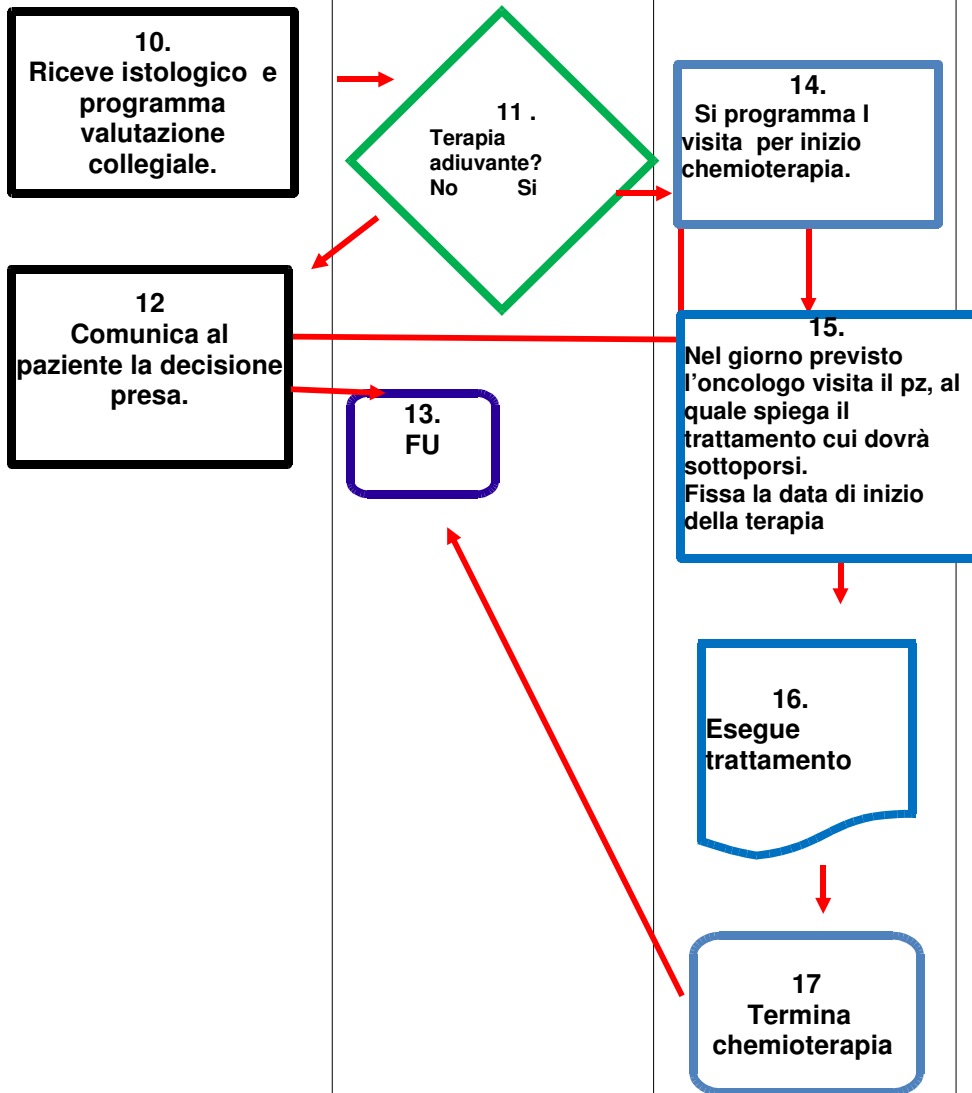 10.
Riceve istologico e
programma
valutazione
collegiale.
11 .
Terapia
adiuvante?
No Si
14.
Si programma I
visita per inizio
chemioterapia.
12
Comunica al
paziente la decisione
presa.
13.
FU
15.
Nel giorno previsto
l'oncologo visita il pz, al
quale spiega il
trattamento cui dovrà
sottoporsi.
Fissa la data di inizio
della terapia
16.
Esegue
trattamento
17
Termina
chemioterapia